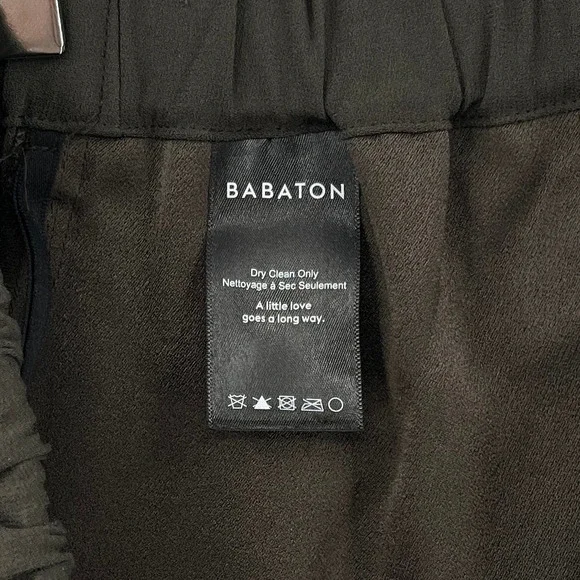 BABATON
Dry Clean Only
Nettoyage à Sec Seulement
A little love
goes a long way.